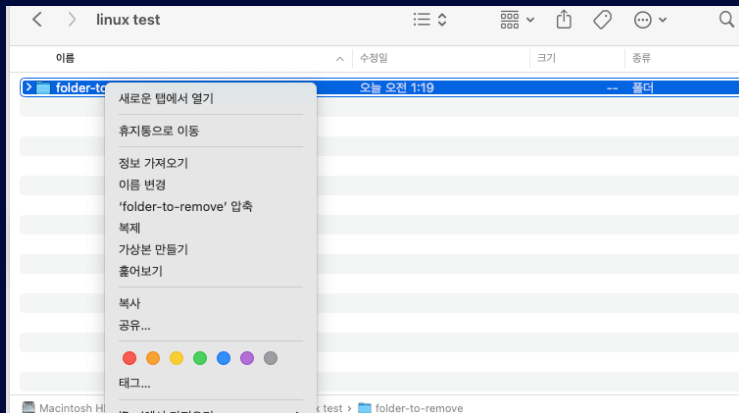 linux test
이름
수정일
크기
종류
folder-to
오늘 오전 1:19
--
폴더
새로운 탭에서 열기
휴지통으로 이동
정보 가져오기
이름 변경
‘folder-to-remove’ 압축
복제
가상본 만들기
훑어보기
복사
공유...
태그...
Macintosh H
test › folder-to-remove